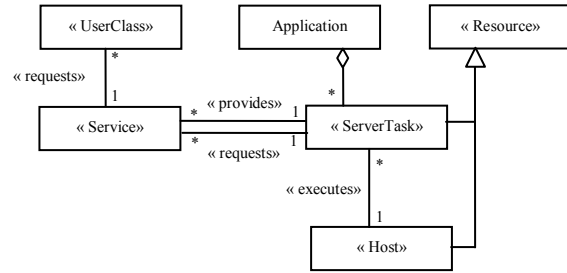 « UserClass»
Application
« Resource»
*
« requests»
1
*
« provides»
*
1
« Service»
« ServerTask»
*
« requests»
1
*
« executes»
1
« Host»